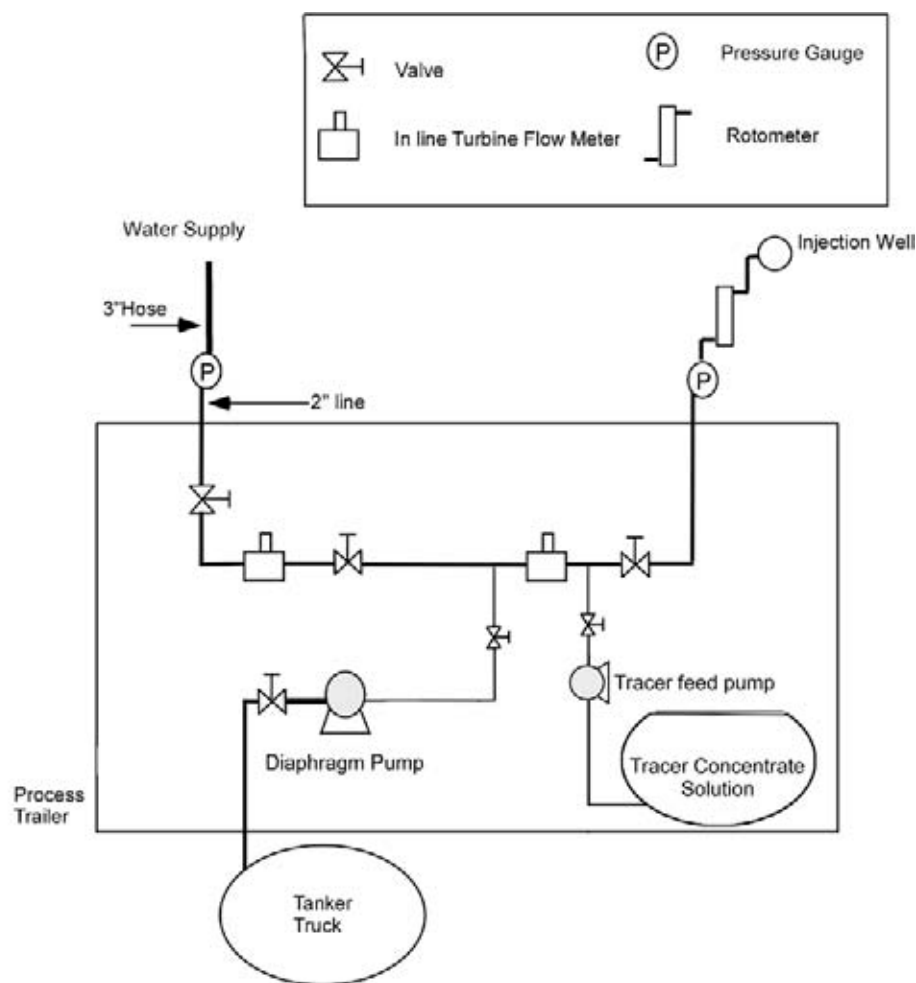 P
Pressure Gauge
Valve
In line Turbine Flow Meter
Rotometer
Water Supply
Injection Well
3"Hose
P
P
2" line
Tracer feed pump
Diaphragm Pump
Tracer Concentrate
Solution
Process
Trailer
Tanker
Truck